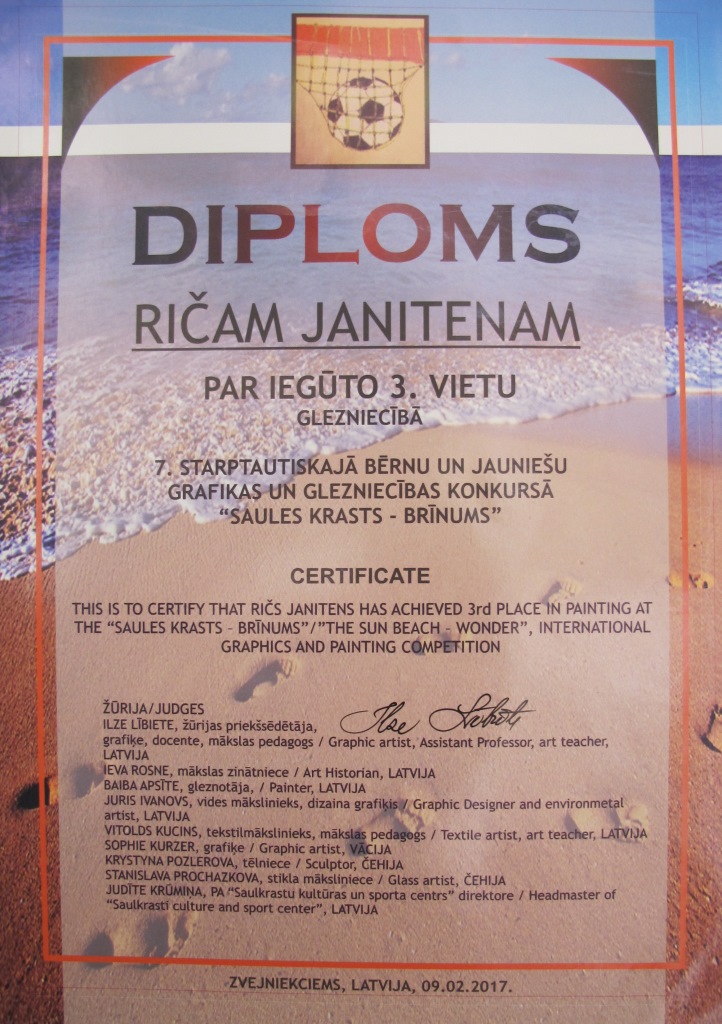 DIPLOMS
RIČAM JANITENAM
PAR IEGŪTO 3. VIETU
GLEZNIECĪBĀ
7. STARPTAUTISKAJĀ BĒRNU UN JAUNIEŠU
GRAFIKAS UN GLEZNIECĪBAS KONKURSĀ
“SAULES KRASTS - BRĪNUMS”
CERTIFICATE
THIS IS TO CERTIFY THAT RIČS JANITENS HAS ACHIEVED 3rd PLACE IN PAINTING AT
THE “SAULES KRASTS – BRĪNUMS”/”THE SUN BEACH – WONDER”, INTERNATIONAL
GRAPHICS AND PAINTING COMPETITION
ŽŪRIJA/JUDGES
ILZE LĪBIETE, žūrijas priekšsēdētāja,
grafiķe, docente, mākslas pedagogs / Graphic artist, Assistant Professor, art teacher,
LATVIJA
IEVA ROSNE, mākslas zinātniece / Art Historian, LATVIJA
BAIBA APSĪTE, gleznotāja, / Painter, LATVIJA
JURIS IVANOVS, vides mākslinieks, dizaina grafiķis / Graphic Designer and environmetal
artist, LATVIJA
VITOLDS KUCINS, tekstilmākslinieks, mākslas pedagogs / Textile artist, art teacher, LATVIJA
SOPHIE KURZER, grafiķe / Graphic artist, VĀCIJA
KRYSTYNA POZLEROVA, tēlniece / Sculptor, ČEHIJA
STANISLAVA PROCHAZKOVA, stikla māksliniece / Glass artist, ČEHIJA
JUDĪTE KRŪMIŅA, PA “Saulkrastu kultūras un sporta centrs” direktore / Headmaster of
“Saulkrasti culture and sport center”, LATVIJA
ZVEJNIEKCIEMS, LATVIJA, 09.02.2017.